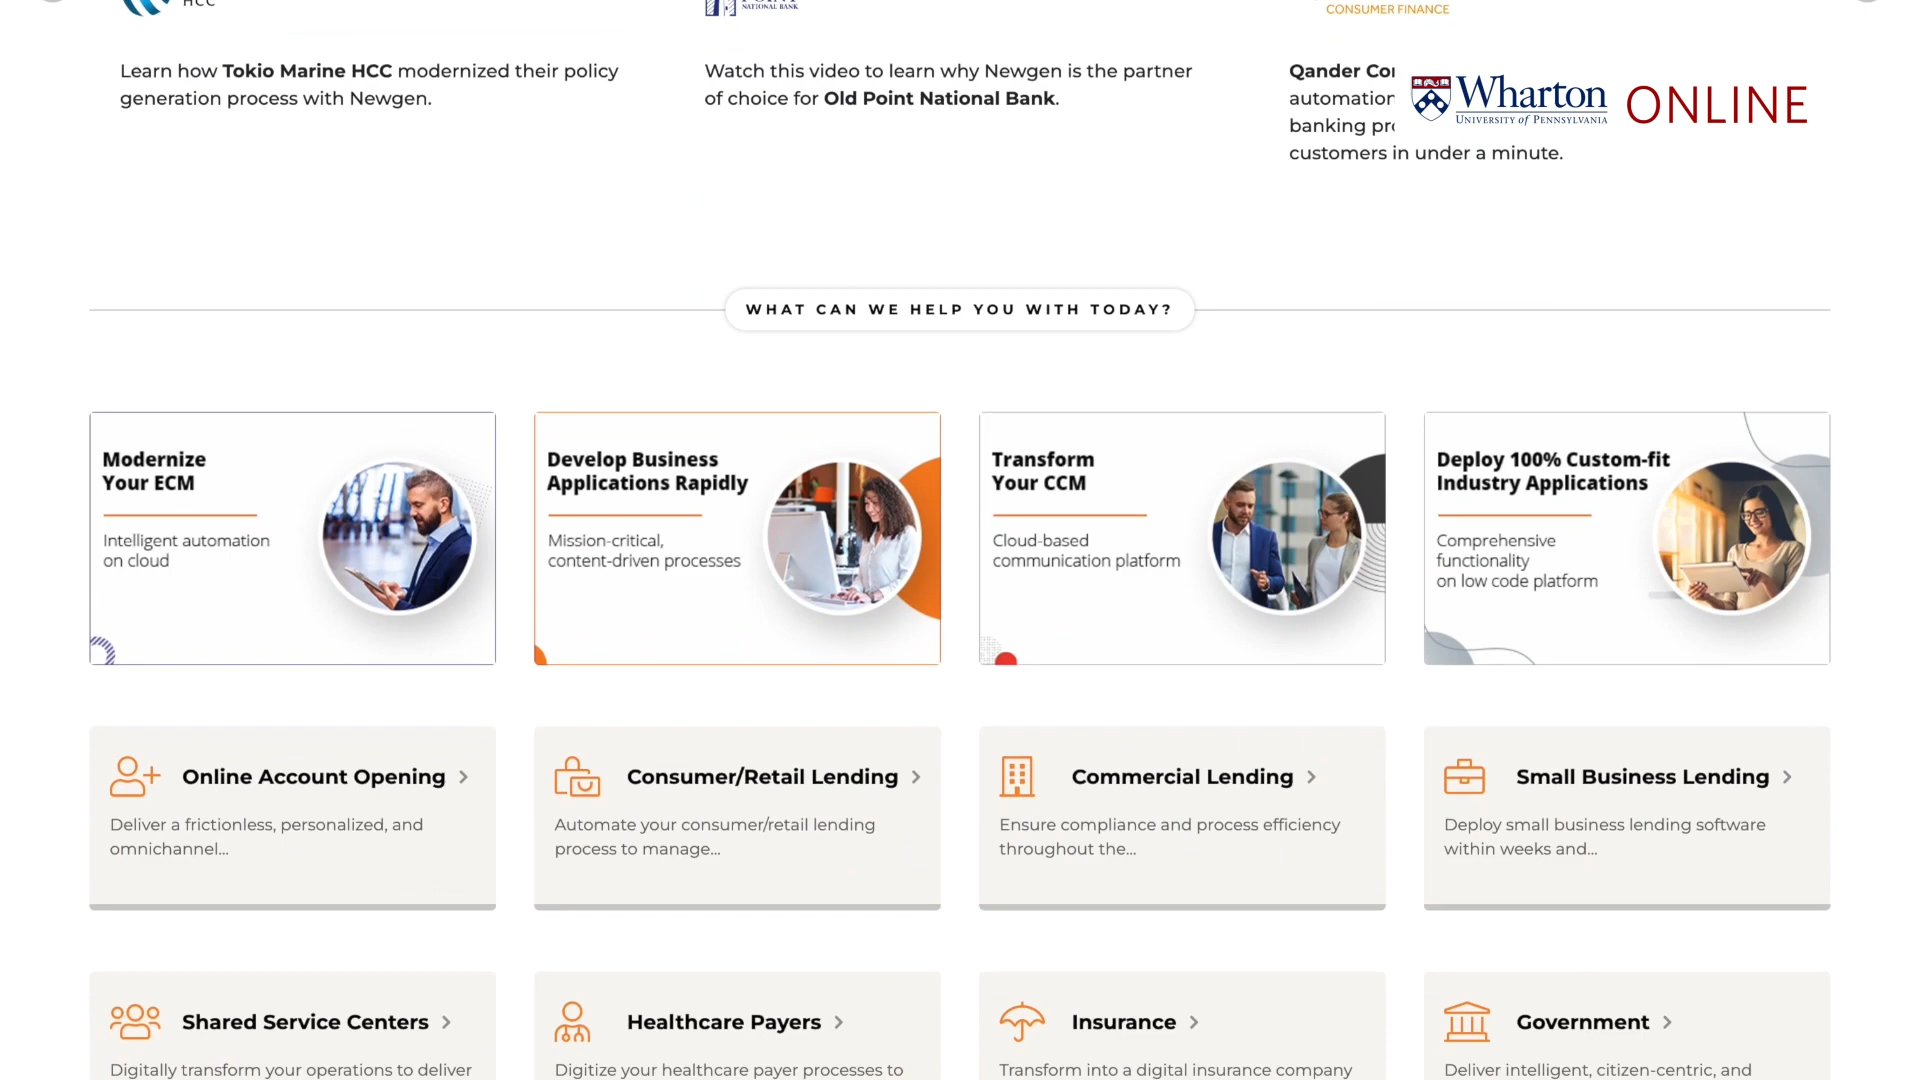 HCC
NATIONAL BANK
CONSUMER FINANCE
Learn how Tokio Marine HCC modernized their policy
generation process with Newgen.
Watch this video to learn why Newgen is the partner
of choice for Old Point National Bank.
Qander
automation
banking
customers in under a minute.
Wharton
UNIVERSITY of PENNSYLVANIA
ONLINE
WHAT CAN WE HELP YOU WITH TODAY?
Modernize
Your ECM
Intelligent automation
on cloud
Develop Business
Applications Rapidly
Mission-critical,
content-driven processes
Transform
Your CCM
Cloud-based
communication platform
Deploy 100% Custom-fit
Industry Applications
Comprehensive
functionality
on low code platform
Online Account Opening
Deliver a frictionless, personalized, and
omnichannel...
Consumer/Retail Lending
Automate your consumer/retail lending
process to manage...
Commercial Lending
Ensure compliance and process efficiency
throughout the...
Small Business Lending
Deploy small business lending software
within weeks and...
Shared Service Centers
Digitally transform your operations to deliver
Healthcare Payers
Digitize your healthcare payer processes to
Insurance
Transform into a digital insurance company
Government
Deliver intelligent, citizen-centric, and